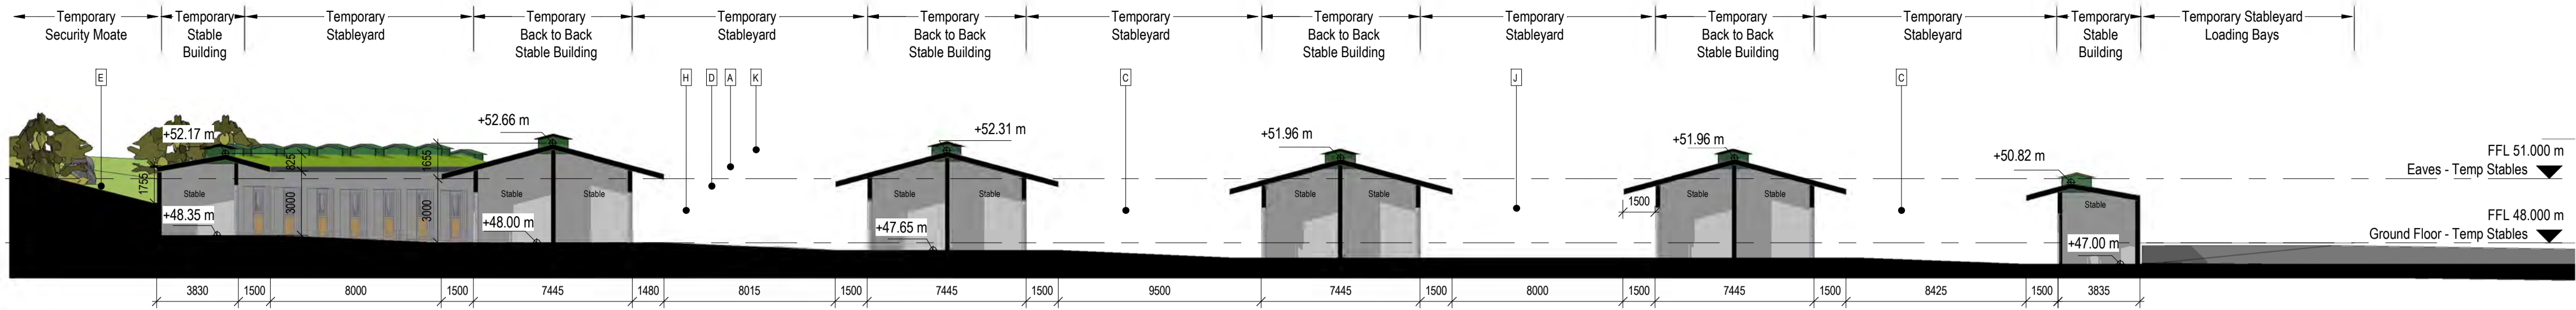 Temporary
Security Moate
Temporary
Stable
Building
Temporary
Stableyard
Temporary
Back to Back
Stable Building
Temporary
Stableyard
Temporary
Back to Back
Stable Building
Temporary
Stableyard
Temporary
Back to Back
Stable Building
Temporary
Stableyard
Temporary
Back to Back
Stable Building
Temporary
Stableyard
Temporary
Stable
Building
Temporary Stableyard
Loading Bays
E
H
D
A
K
C
J
C
+52.17 m
+52.66 m
+52.31 m
+51.96 m
+51.96 m
+50.82 m
FFL 51.000 m
Eaves - Temp Stables
1755
825
1655
Stable
Stable
Stable
Stable
Stable
Stable
Stable
Stable
Stable
Stable
3000
3000
1500
+48.35 m
+48.00 m
+47.65 m
+47.00 m
FFL 48.000 m
Ground Floor - Temp Stables
3830
1500
8000
1500
7445
1480
8015
1500
7445
1500
9500
7445
1500
8000
1500
7445
1500
8425
1500
3835